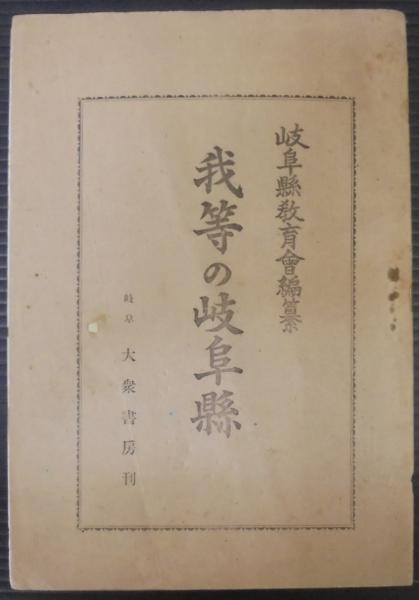 岐阜縣敎育會編纂
我等の岐阜縣
岐阜 大衆書房刊